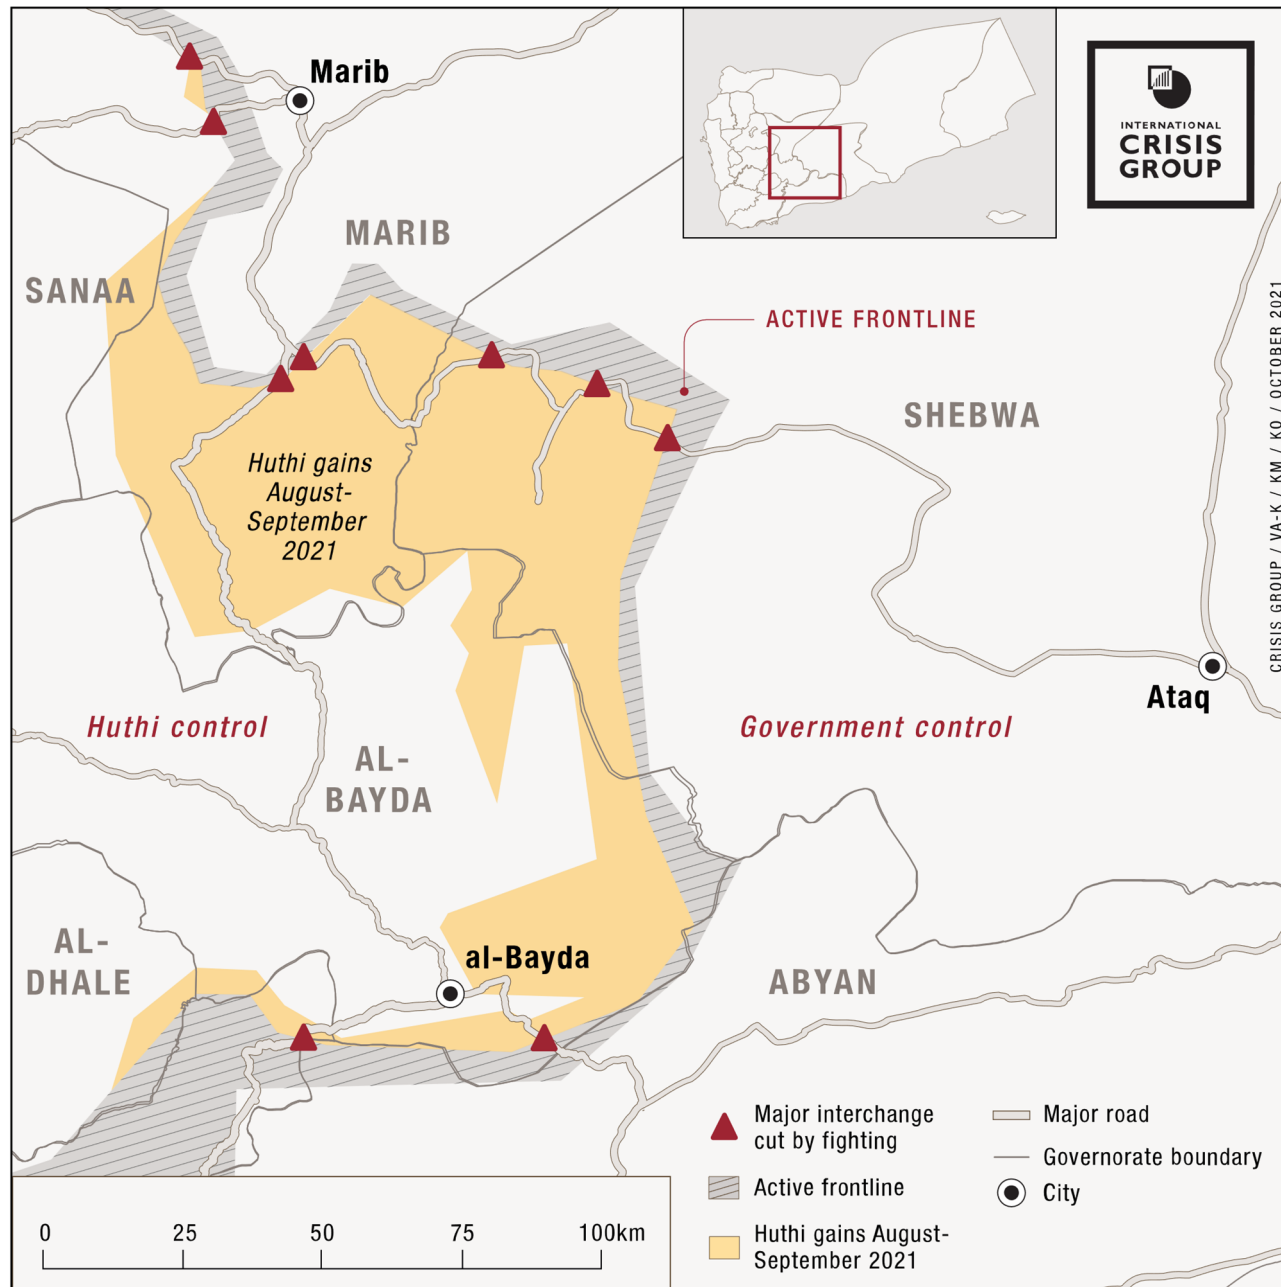 Marib
INTERNATIONAL
CRISIS
GROUP
MARIB
SANAA
ACTIVE FRONTLINE
SHEBWA
Huthi gains
August-
September
2021
CRISIS GROUP / VA-K / KM / KO / OCTOBER 2021
Ataq
Huthi control
Government control
AL-
BAYDA
AL-
DHALE
al-Bayda
ABYAN
Major interchange
cut by fighting
Active frontline
Huthi gains August-
September 2021
Major road
Governorate boundary
City
0 25 50 75 100km